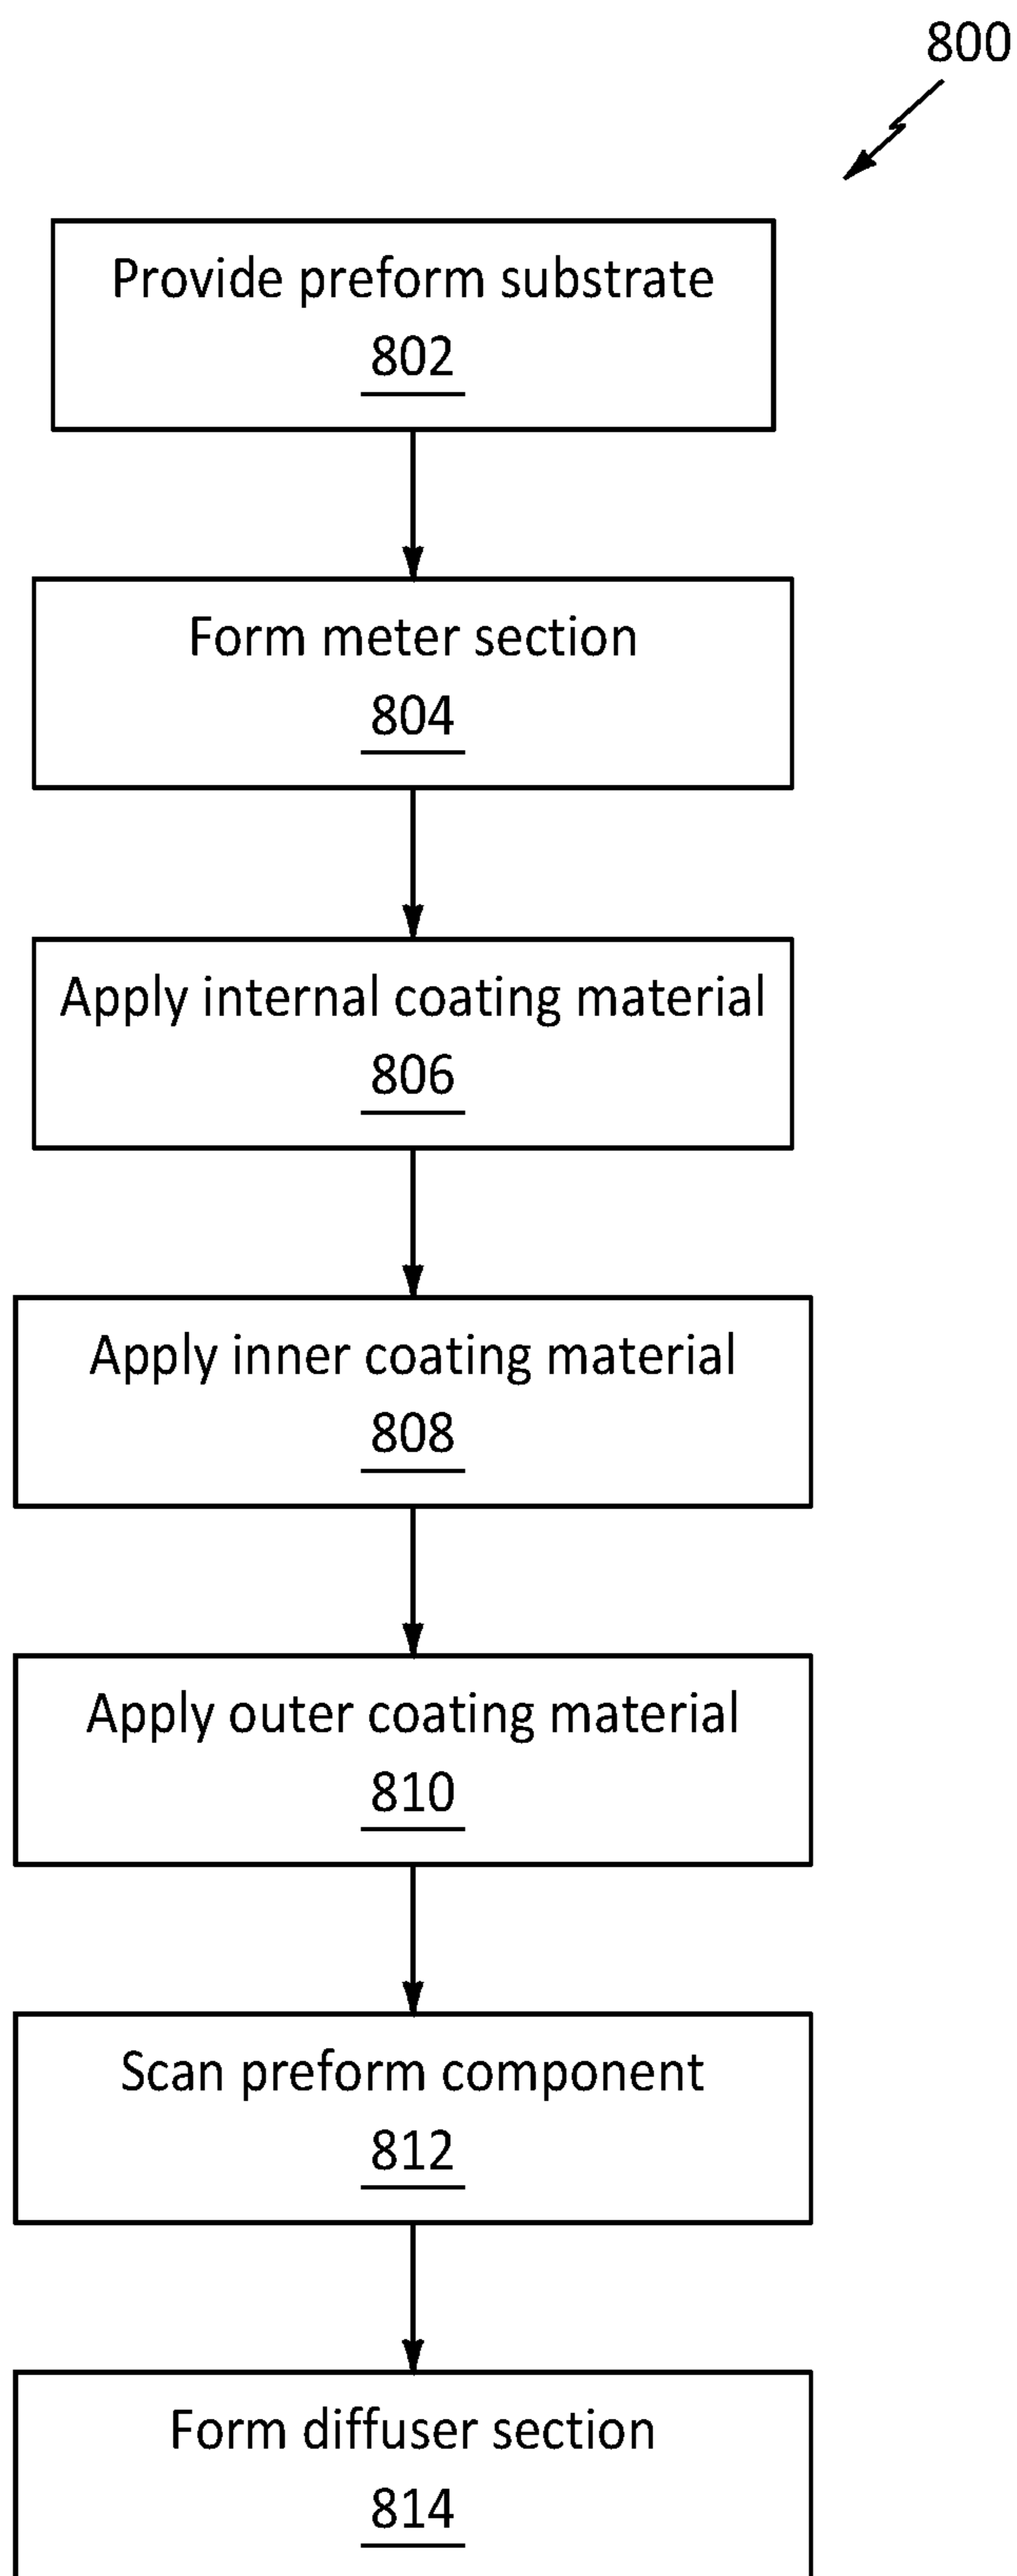 800
Provide preform substrate
802
Form meter section
804
Apply internal coating material
806
Apply inner coating material
808
Apply outer coating material
810
Scan preform component
812
Form diffuser section
814